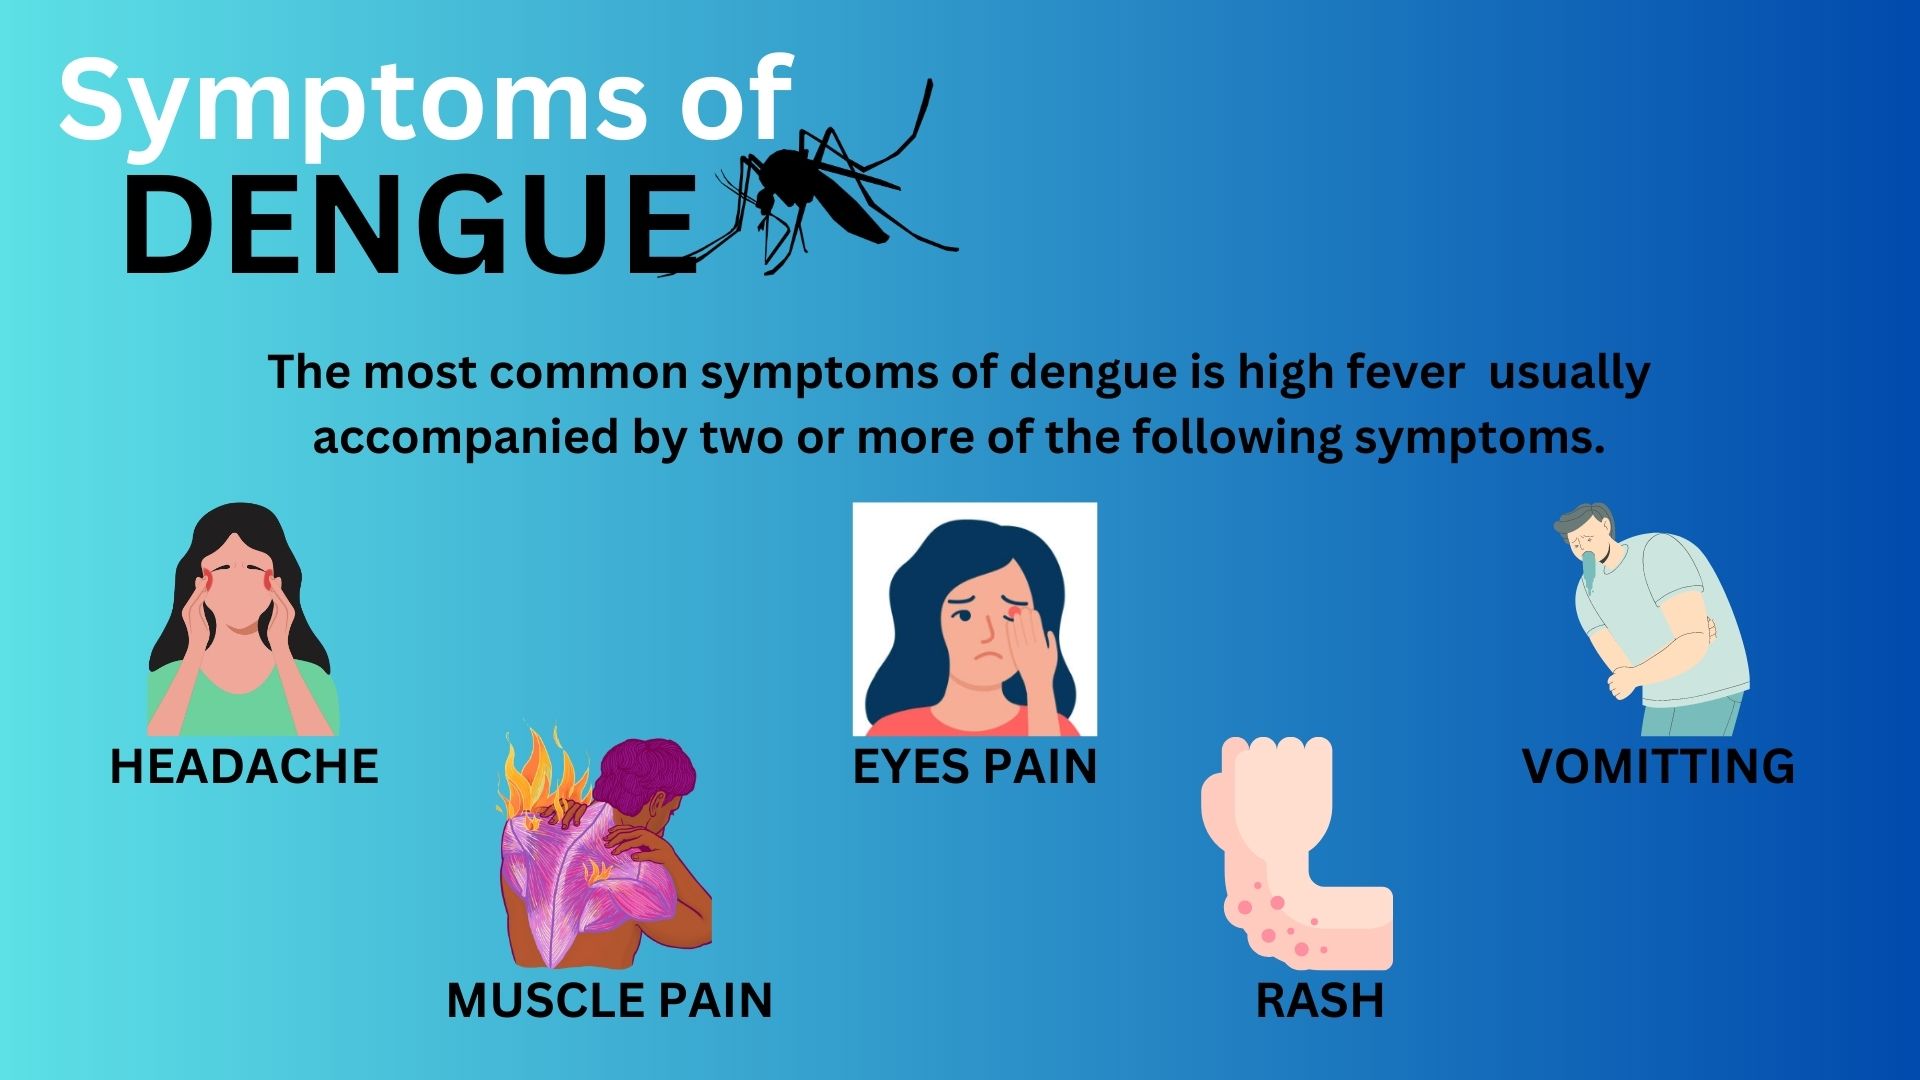 Symptoms of
DENGUE
The most common symptoms of dengue is high fever usually
accompanied by two or more of the following symptoms.
HEADACHE
EYES PAIN
VOMITTING
MUSCLE PAIN
RASH